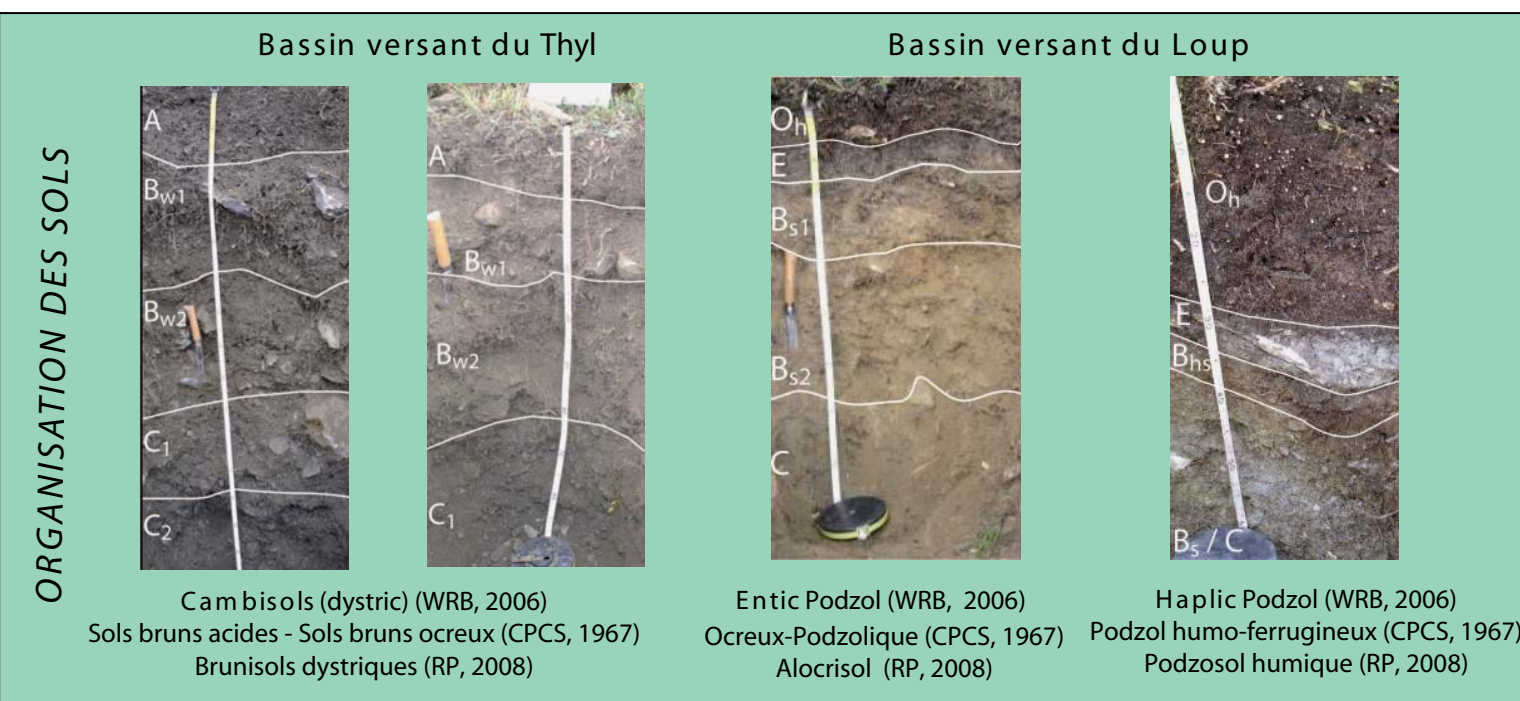 Bassin versant du Thyl
Bassin versant du Loup
ORGANISATION DES SOLS
A
Bw1
Bw2
C1
C2
A
Bw1
Bw2
C1
Oh
E
Bs1
Bs2
C
Oh
E
Bhs
Bs / C
Cambisols (dystric) (WRB, 2006)
Sols bruns acides - Sols bruns ocreux (CPCS, 1967)
Brunisols dystriques (RP, 2008)
Entic Podzol (WRB, 2006)
Ocreux-Podzolique (CPCS, 1967)
Alocrisol (RP, 2008)
Haplic Podzol (WRB, 2006)
Podzol humo-ferrugineux (CPCS, 1967)
Podzosol humique (RP, 2008)